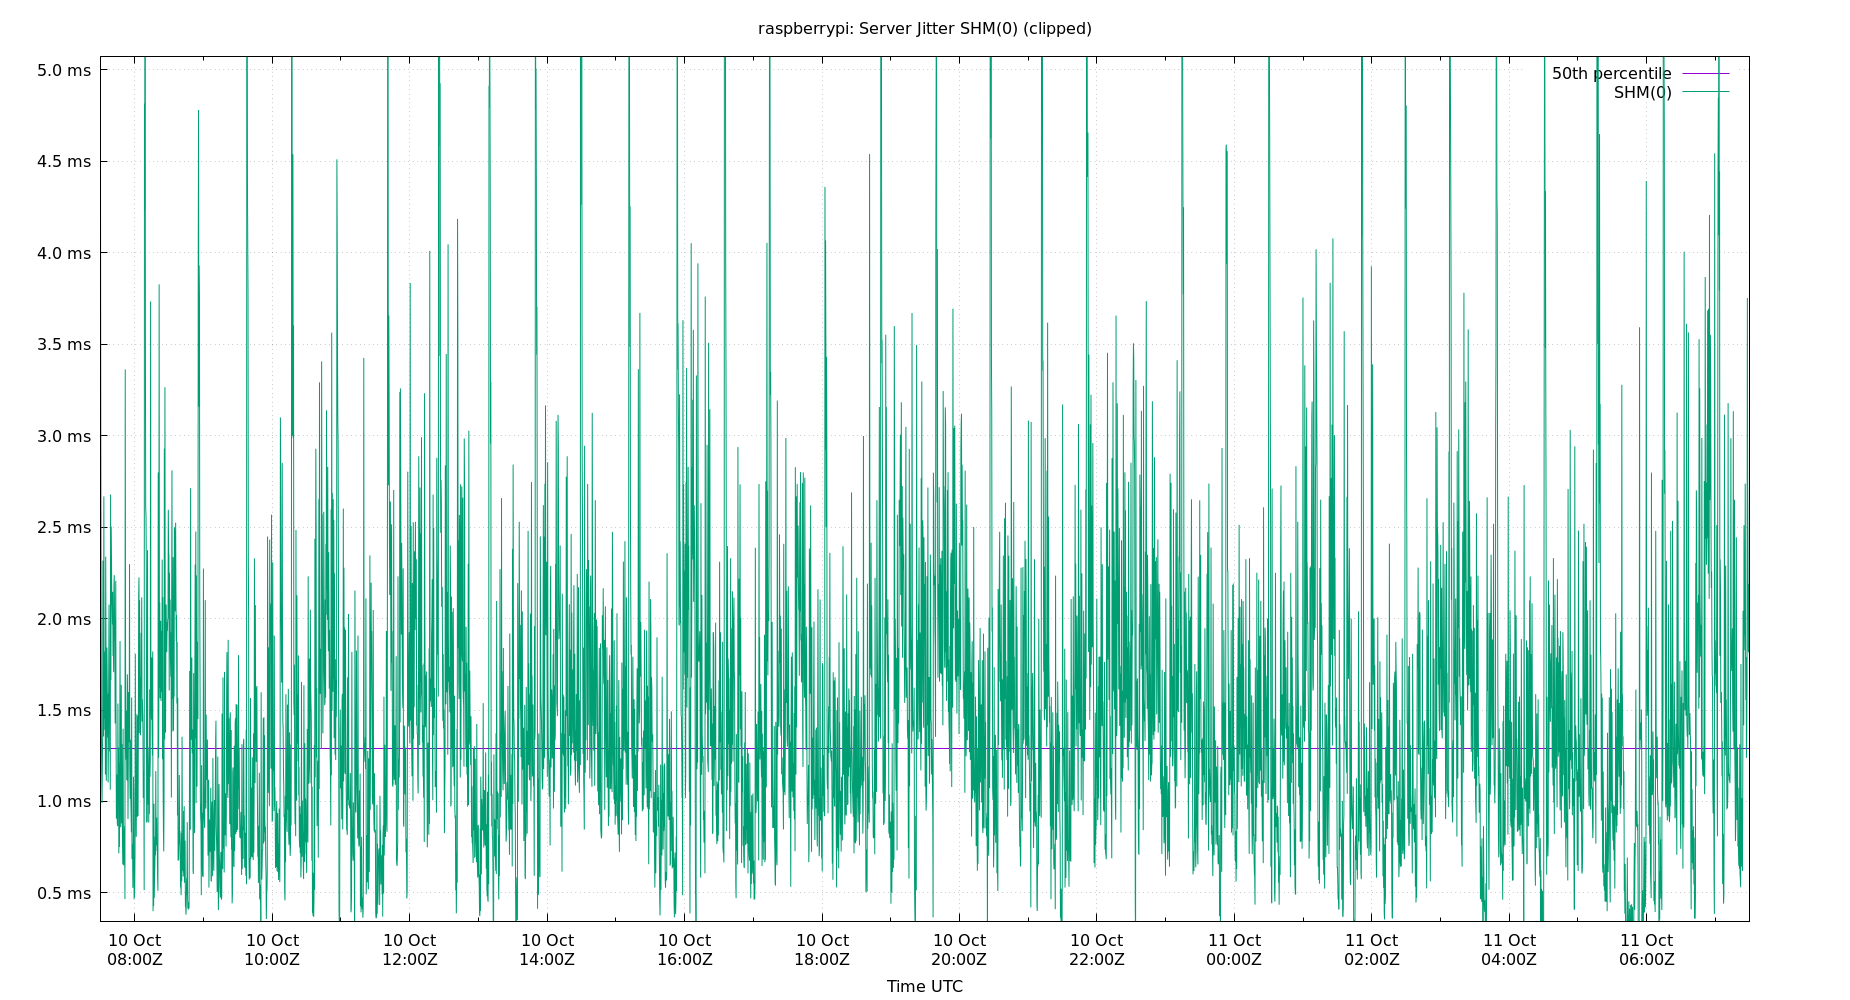 raspberrypi: Server Jitter SHM(0) (clipped)
5.0 ms
4.5 ms
4.0 ms
3.5 ms
3.0 ms
2.5 ms
2.0 ms
1.5 ms
1.0 ms
0.5 ms
50th percentile
SHM(0)
10 Oct 10 Oct 10 Oct 10 Oct 10 Oct 10 Oct 10 Oct 10 Oct 11 Oct 11 Oct 11 Oct 11 Oct
08:00Z 10:00Z 12:00Z 14:00Z 16:00Z 18:00Z 20:00Z 22:00Z 00:00Z 02:00Z 04:00Z 06:00Z
Time UTC